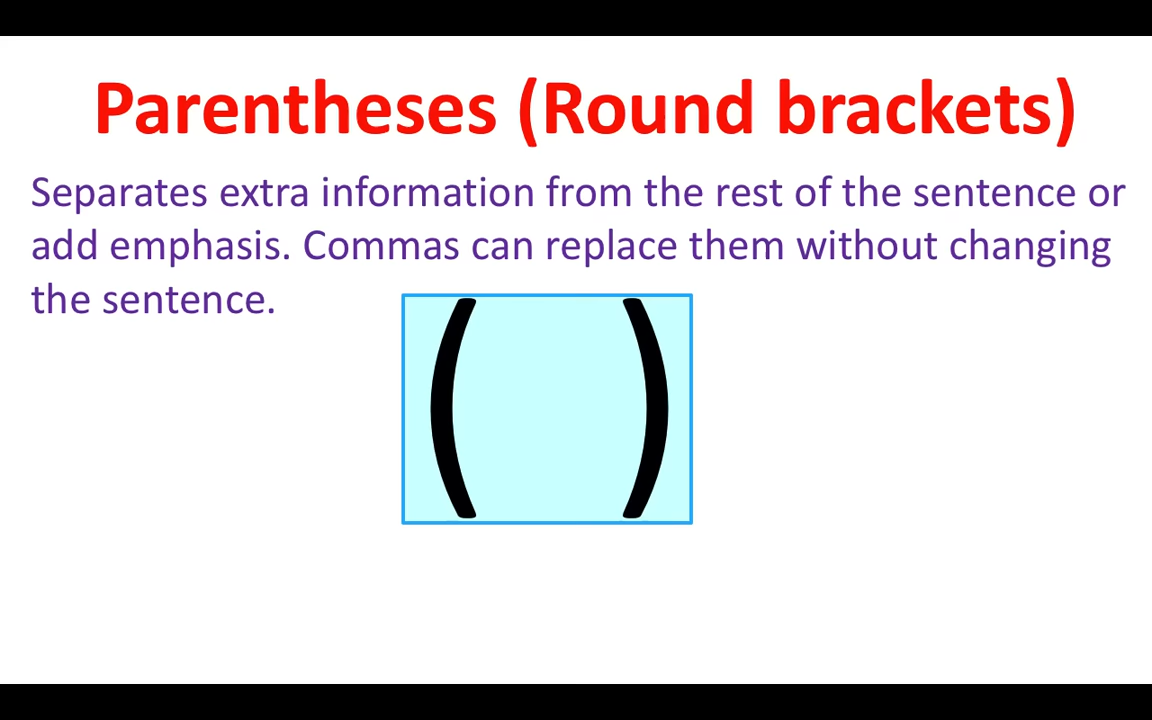 Parentheses (Round brackets)
Separates extra information from the rest of the sentence or
add emphasis. Commas can replace them without changing
the sentence.
( )